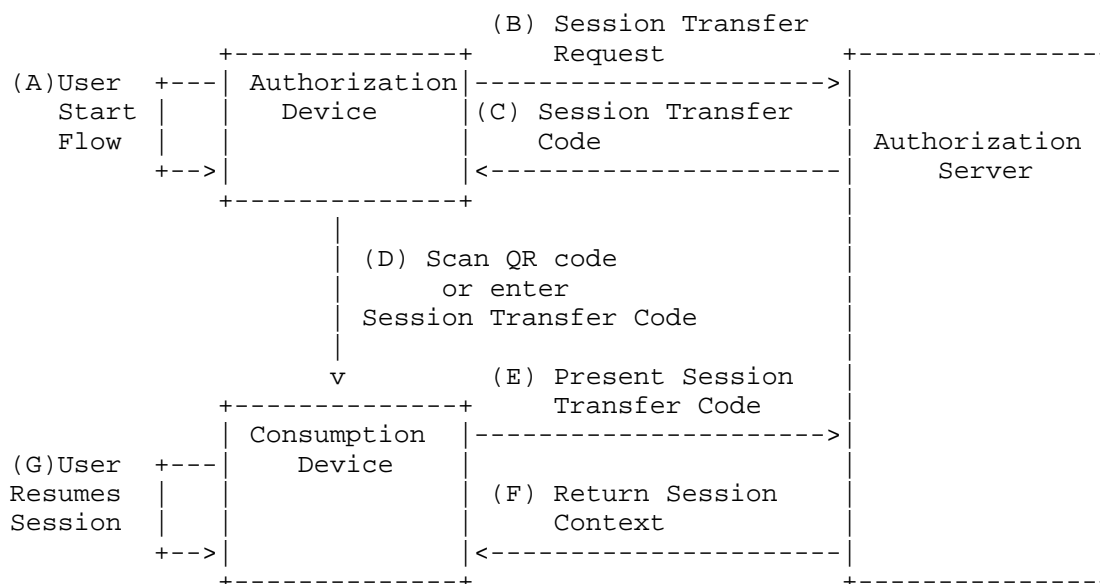 (B) Session Transfer
Request
(A)User
Start
Flow
Authorization
Device
(C) Session Transfer
Code
Authorization
Server
(D) Scan QR code
or enter
Session Transfer Code
(E) Present Session
Transfer Code
Consumption
Device
(G)User
Resumes
Session
(F) Return Session
Context